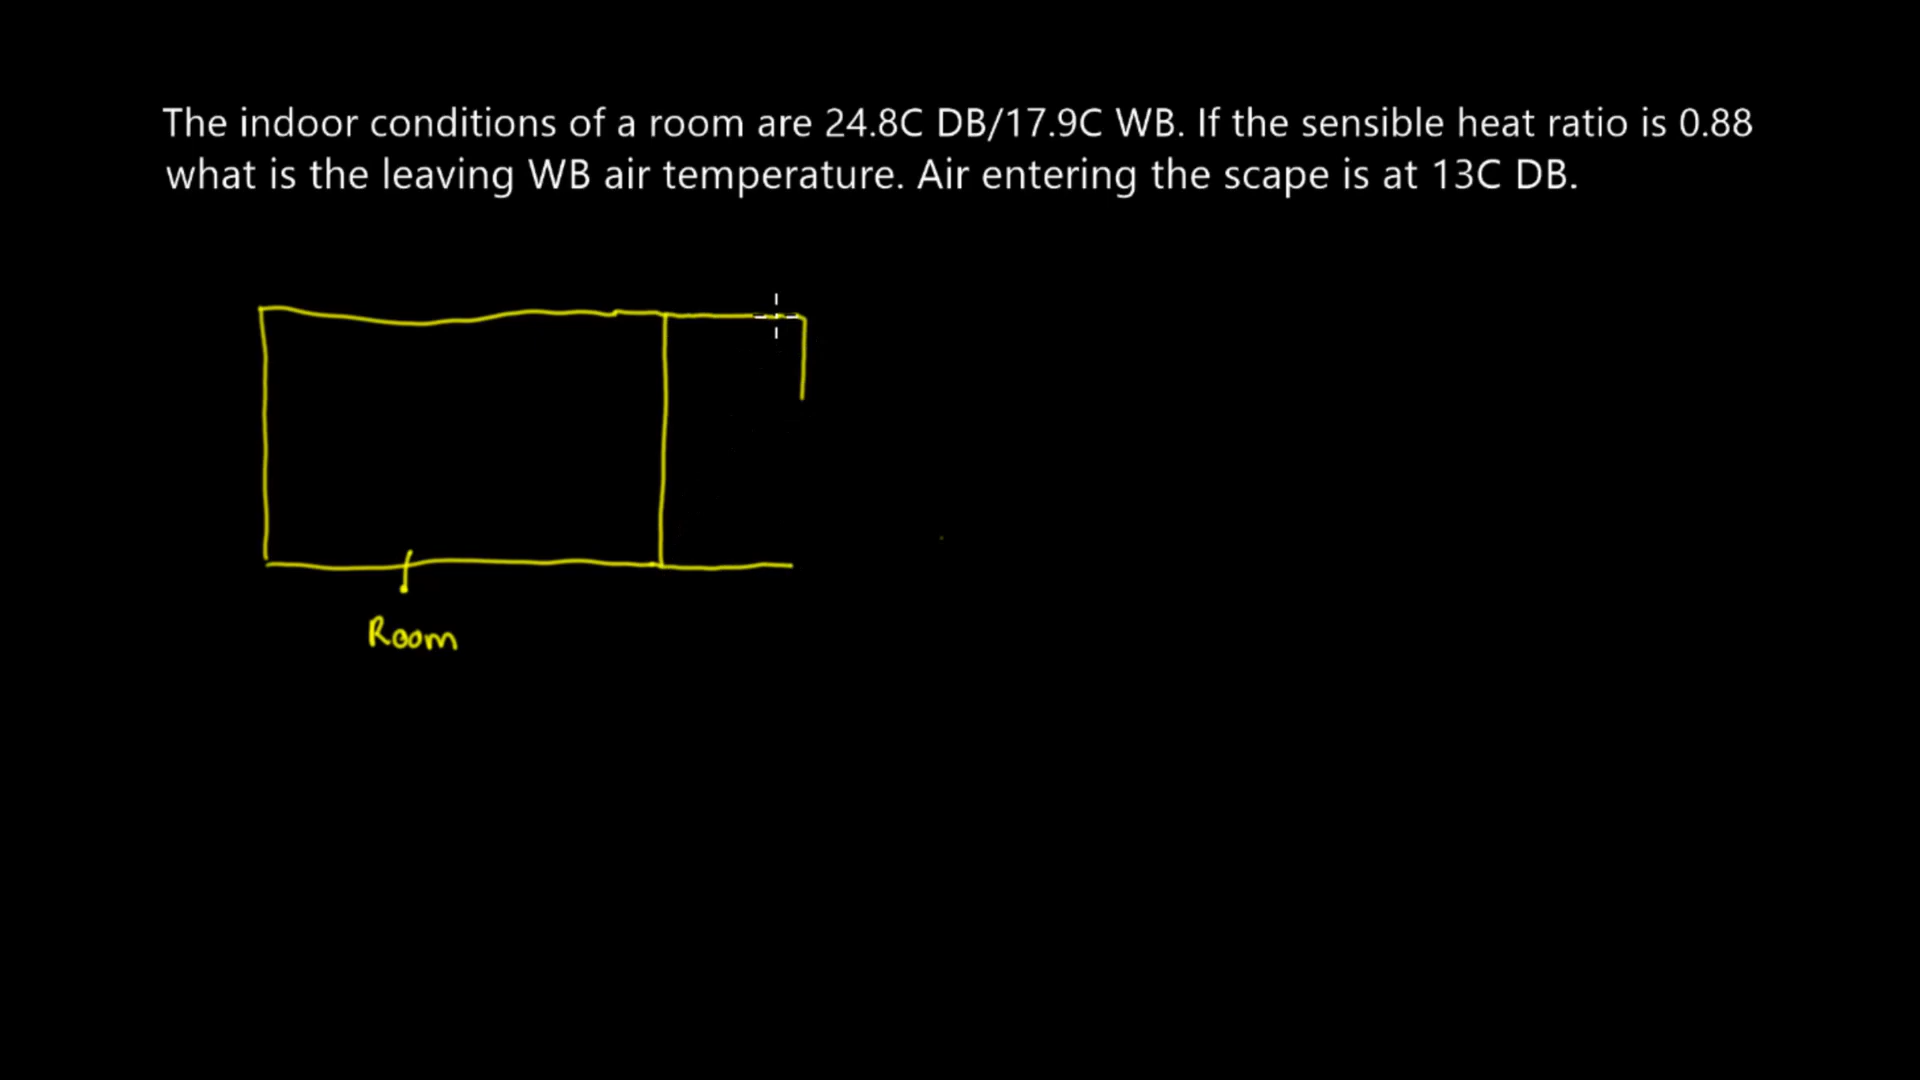 The indoor conditions of a room are 24.8C DB/17.9C WB. If the sensible heat ratio is 0.88
what is the leaving WB air temperature. Air entering the scape is at 13C DB.
Room